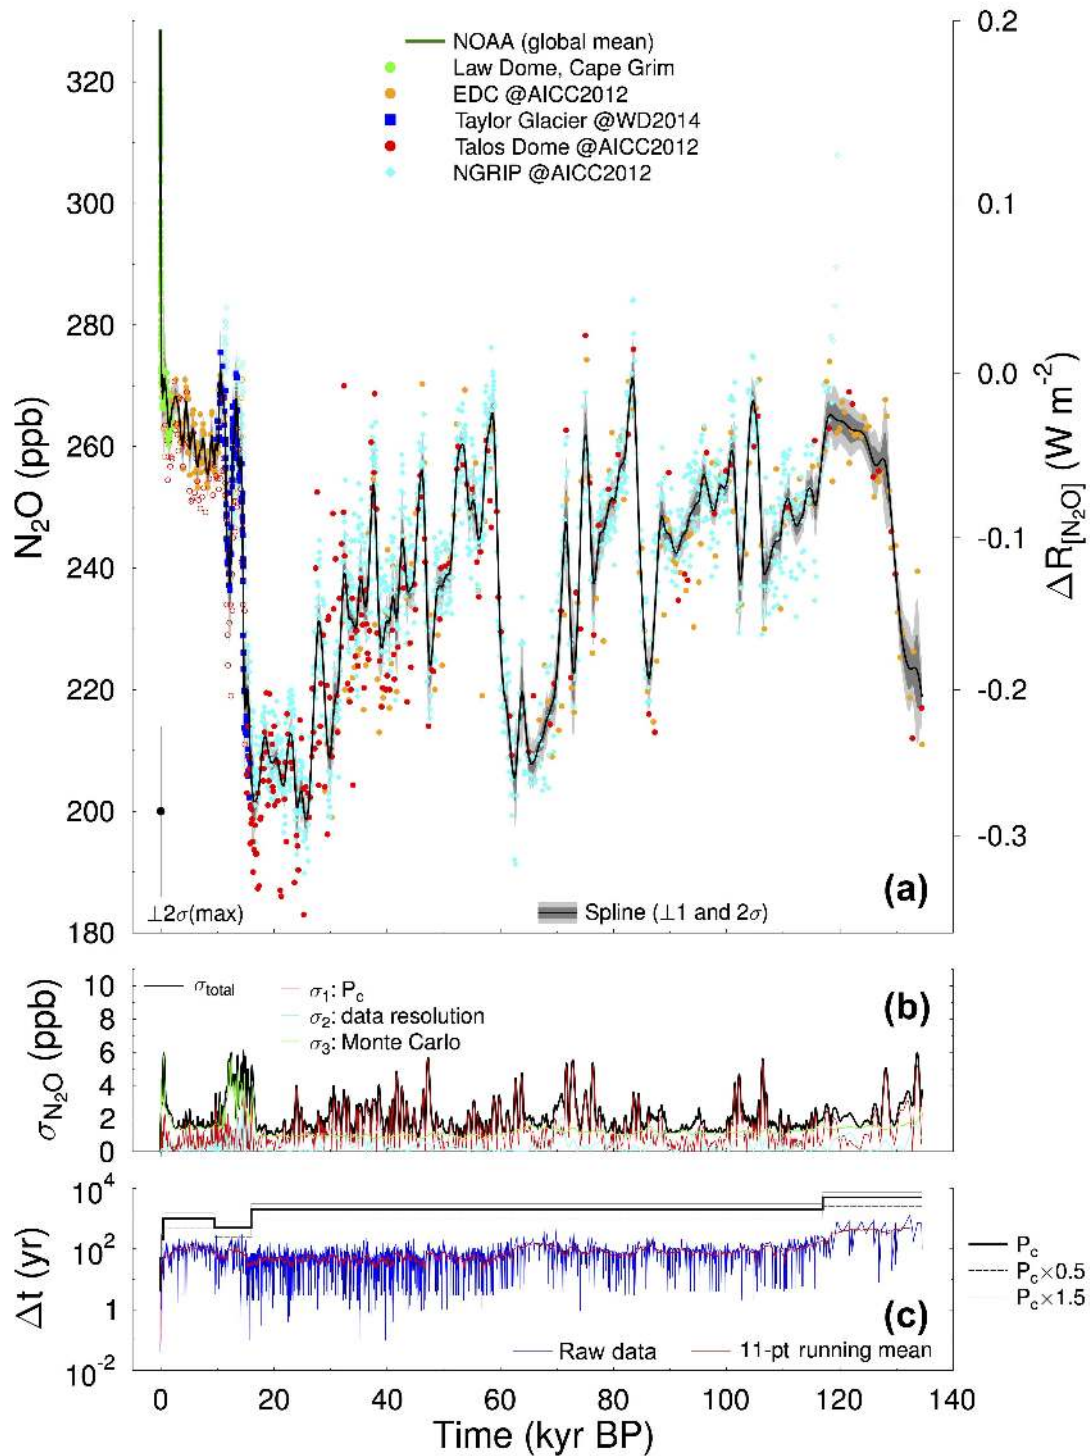 NOAA (global mean)
Law Dome, Cape Grim
EDC @AICC2012
Taylor Glacier @WD2014
Talos Dome @AICC2012
NGRIP @AICC2012
N₂O (ppb)
320
300
280
260
240
220
200
180
ΔR[N₂O] (W m⁻²)
0.2
0.1
0.0
-0.1
-0.2
-0.3
⊥2σ(max)
Spline (⊥1 and 2σ)
(a)
σN₂O (ppb)
10
8
6
4
2
0
σtotal
σ₁: Pc
σ₂: data resolution
σ₃: Monte Carlo
(b)
Δt (yr)
10⁴
10²
1
10⁻²
Pc
Pc×0.5
Pc×1.5
(c)
Raw data
11-pt running mean
0 20 40 60 80 100 120 140
Time (kyr BP)